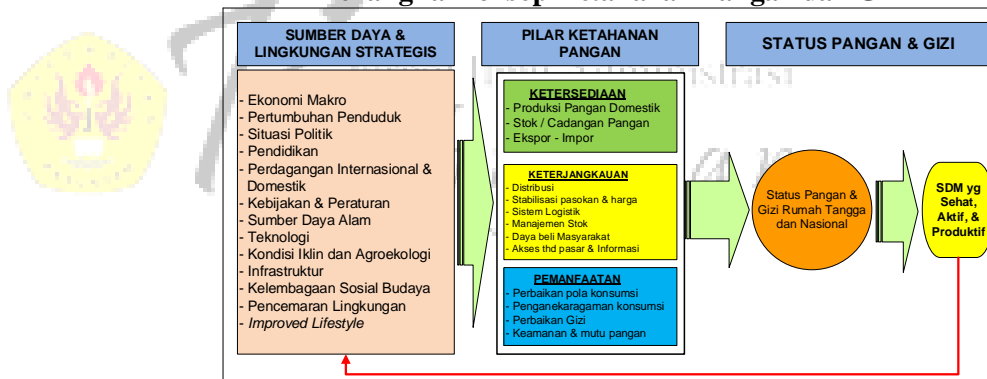 SUMBER DAYA &
LINGKUNGAN STRATEGIS
- Ekonomi Makro
- Pertumbuhan Penduduk
- Situasi Politik
- Pendidikan
- Perdagangan Internasional &
Domestik
- Kebijakan & Peraturan
- Sumber Daya Alam
- Teknologi
- Kondisi Iklin dan Agroekologi
- Infrastruktur
- Kelembagaan Sosial Budaya
- Pencemaran Lingkungan
- Improved Lifestyle
PILAR KETAHANAN
PANGAN
KETERSEDIAAN
- Produksi Pangan Domestik
- Stok / Cadangan Pangan
- Ekspor - Impor
KETERJANGKAUAN
- Distribusi
- Stabilisasi pasokan & harga
- Sistem Logistik
- Manajemen Stok
- Daya beli Masyarakat
- Akses thd pasar & Informasi
PEMANFAATAN
- Perbaikan pola konsumsi
- Penganekaragaman konsumsi
- Perbaikan Gizi
- Keamanan & mutu pangan
STATUS PANGAN & GIZI
Status Pangan &
Gizi Rumah Tangga
dan Nasional
SDM yg
Sehat,
Aktif, &
Produktif